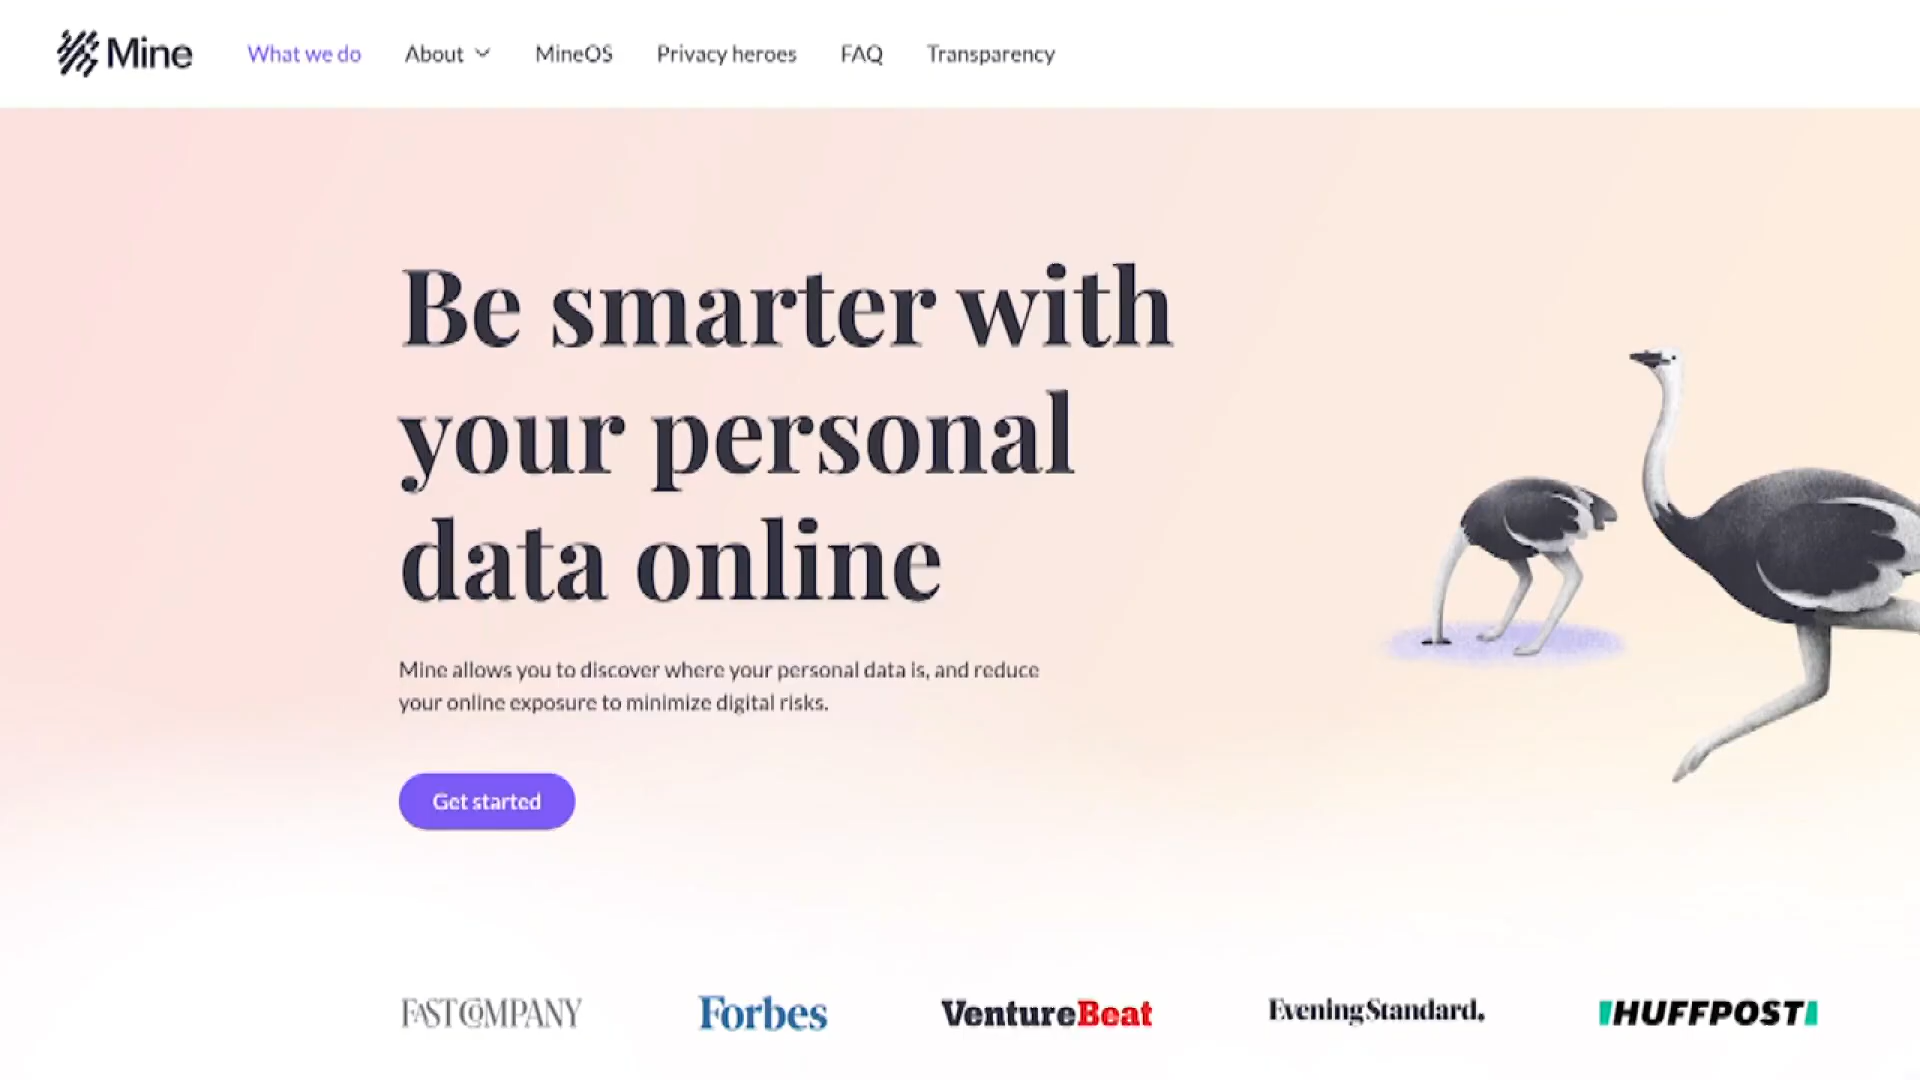 Mine
What we do
About
MineOS
Privacy heroes
FAQ
Transparency
Be smarter with
your personal
data online
Mine allows you to discover where your personal data is, and reduce
your online exposure to minimize digital risks.
Get started
FAST COMPANY
Forbes
VentureBeat
Evening Standard.
HUFFPOST